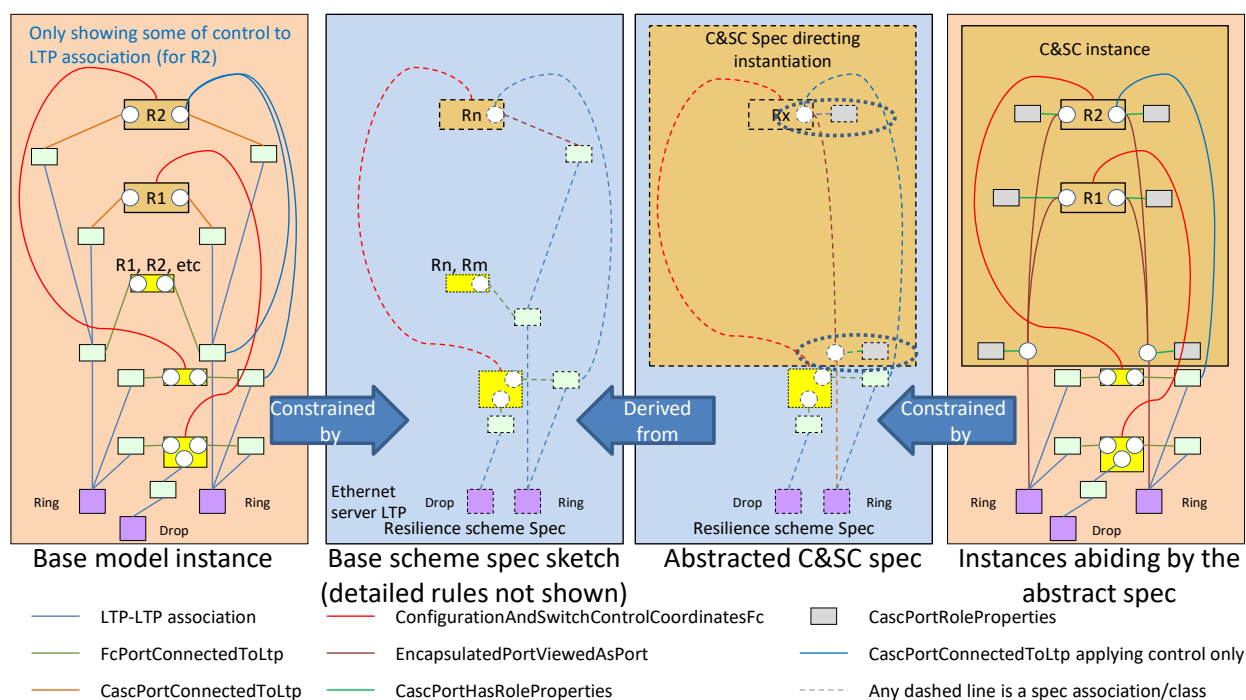 Only showing some of control to
LTP association (for R2)
R2
R1
R1, R2, etc
Ring
Ring
Drop
Base model instance
Constrained
by
Rn
Rn, Rm
Ethernet
server LTP
Drop
Ring
Resilience scheme Spec
Base scheme spec sketch
(detailed rules not shown)
Derived
from
C&SC Spec directing
instantiation
Rx
Drop
Ring
Resilience scheme Spec
Abstracted C&SC spec
Constrained
by
C&SC instance
R2
R1
Ring
Ring
Drop
Instances abiding by the
abstract spec
LTP-LTP association
FcPortConnectedToLtp
CascPortConnectedToLtp
ConfigurationAndSwitchControlCoordinatesFc
EncapsulatedPortViewedAsPort
CascPortHasRoleProperties
CascPortRoleProperties
CascPortConnectedToLtp applying control only
Any dashed line is a spec association/class